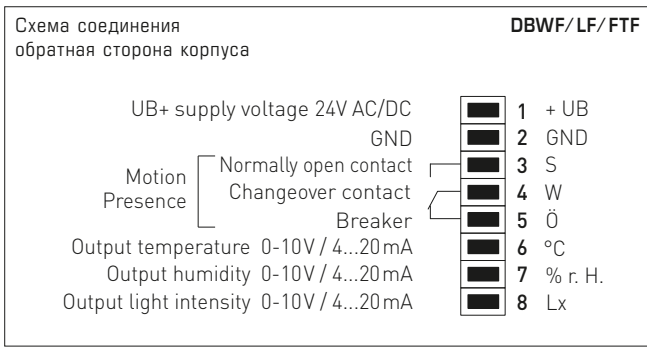 Схема соединения DBWF/LF/FTF
обратная сторона корпуса
UB+ supply voltage 24V AC/DC 1 + UB
GND 2 GND
Motion
Presence
Normally open contact 3 S
Changeover contact 4 W
Breaker 5 Ö
Output temperature 0-10V / 4...20mA 6 °C
Output humidity 0-10V / 4...20mA 7 % r. H.
Output light intensity 0-10V / 4...20mA 8 Lx